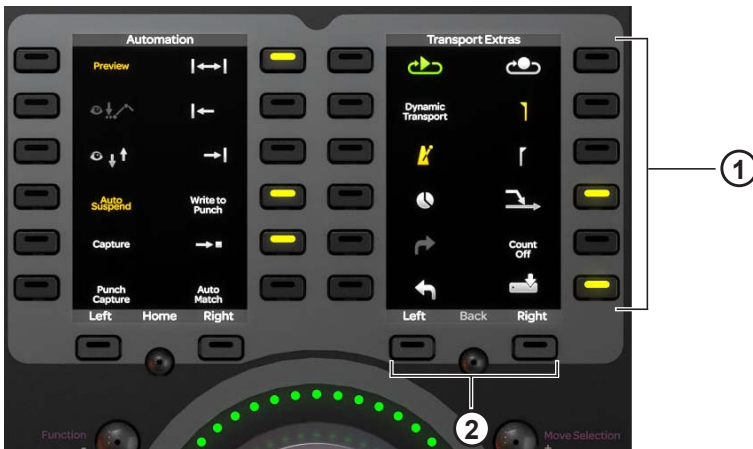 Automation
Transport Extras
Preview
Dynamic
Transport
1
Auto
Suspend
Write to
Punch
Capture
Count
Off
Punch
Capture
Auto
Match
Left Home Right
Left Back Right
2
Function
Move Selection
-
+